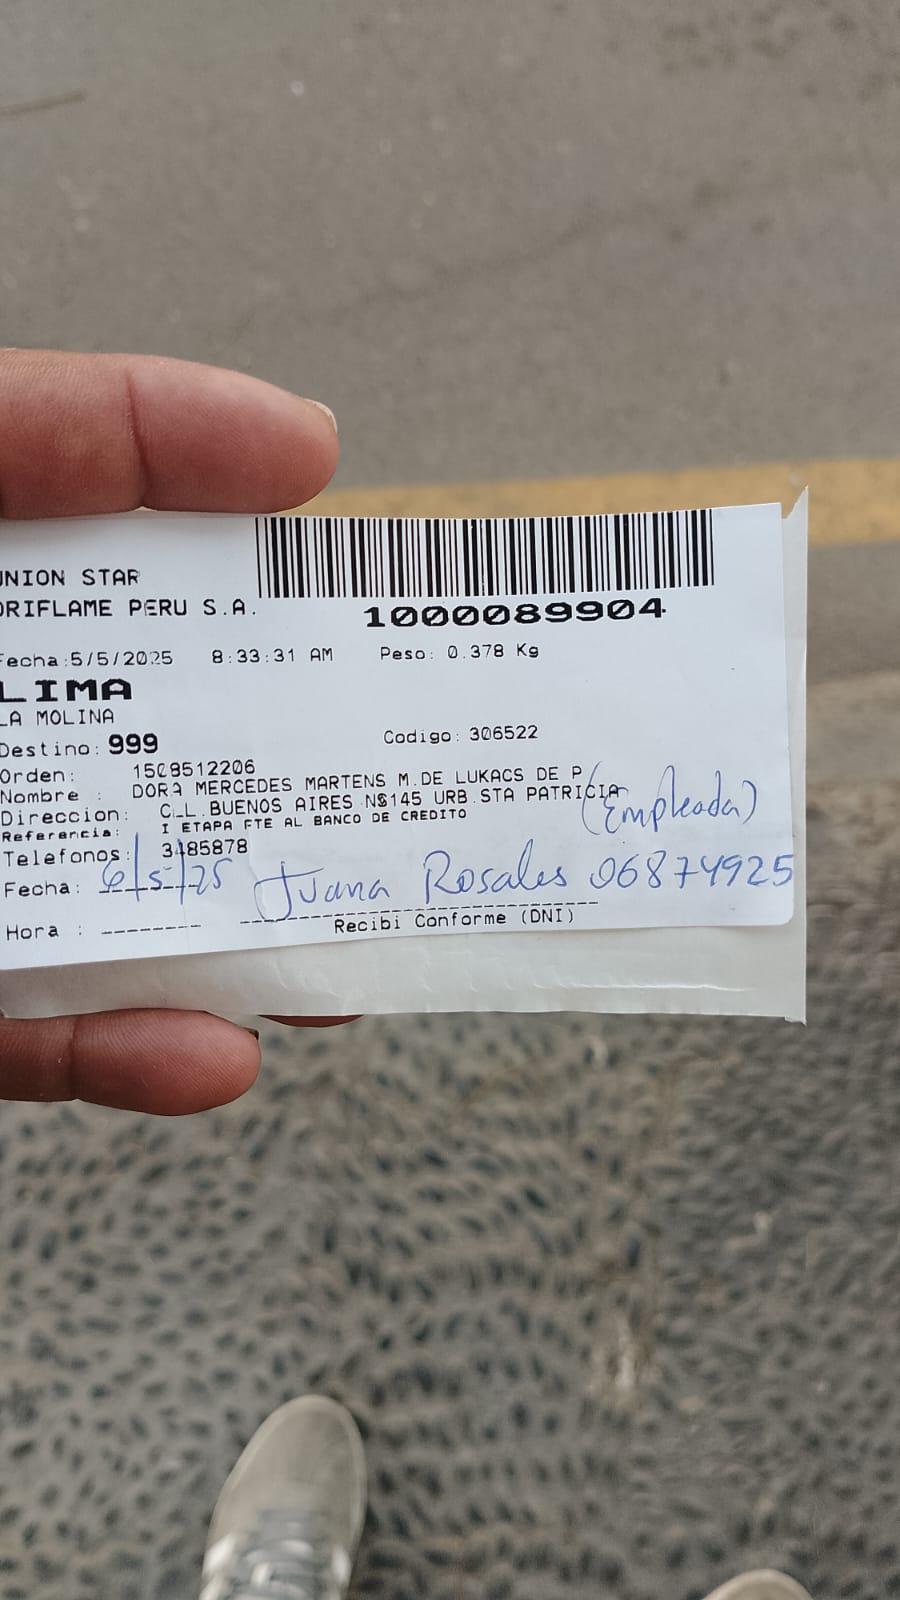 UNION STAR
ORIFLAME PERU S.A.
1000089904
Fecha:5/5/2025 8:33:31 AM Peso: 0.378 Kg
LIMA
LA MOLINA
Destino: 999 Codigo: 306522
Orden: 1508512206
Nombre : DORA MERCEDES MARTENS M.DE LUKACS DE P
Direccion: CLL.BUENOS AIRES N$145 URB.STA PATRICIA
Referencia: I ETAPA FTE AL BANCO DE CREDITO
(Empleada)
Telefonos: 3485878
Fecha: 6/5/25 Juana Rosales 06874925
Hora : -------- Recibi Conforme (DNI)